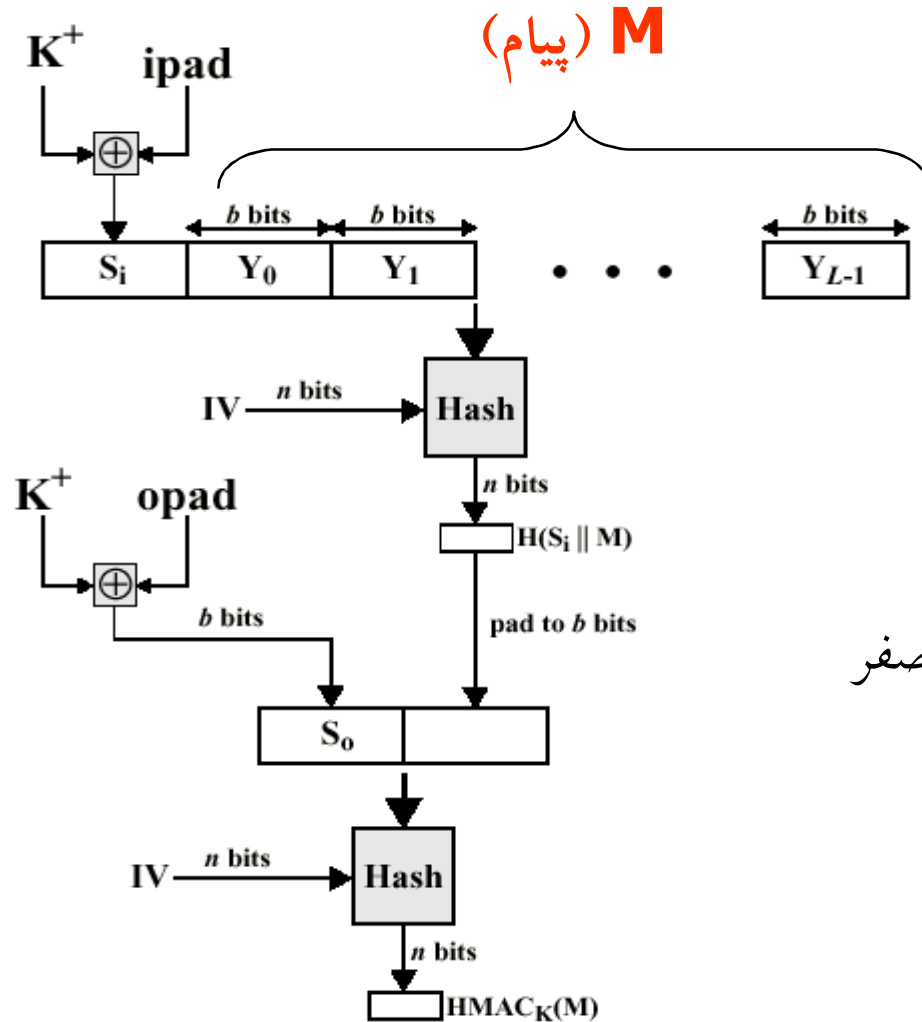 M (پیام)
K+ ipad
⊕
b bits b bits b bits
Si Y0 Y1 • • • YL-1
IV n bits Hash
n bits
K+ opad
H(Si || M)
⊕
b bits
pad to b bits
صفر
So
IV n bits Hash
n bits
HMACK(M)